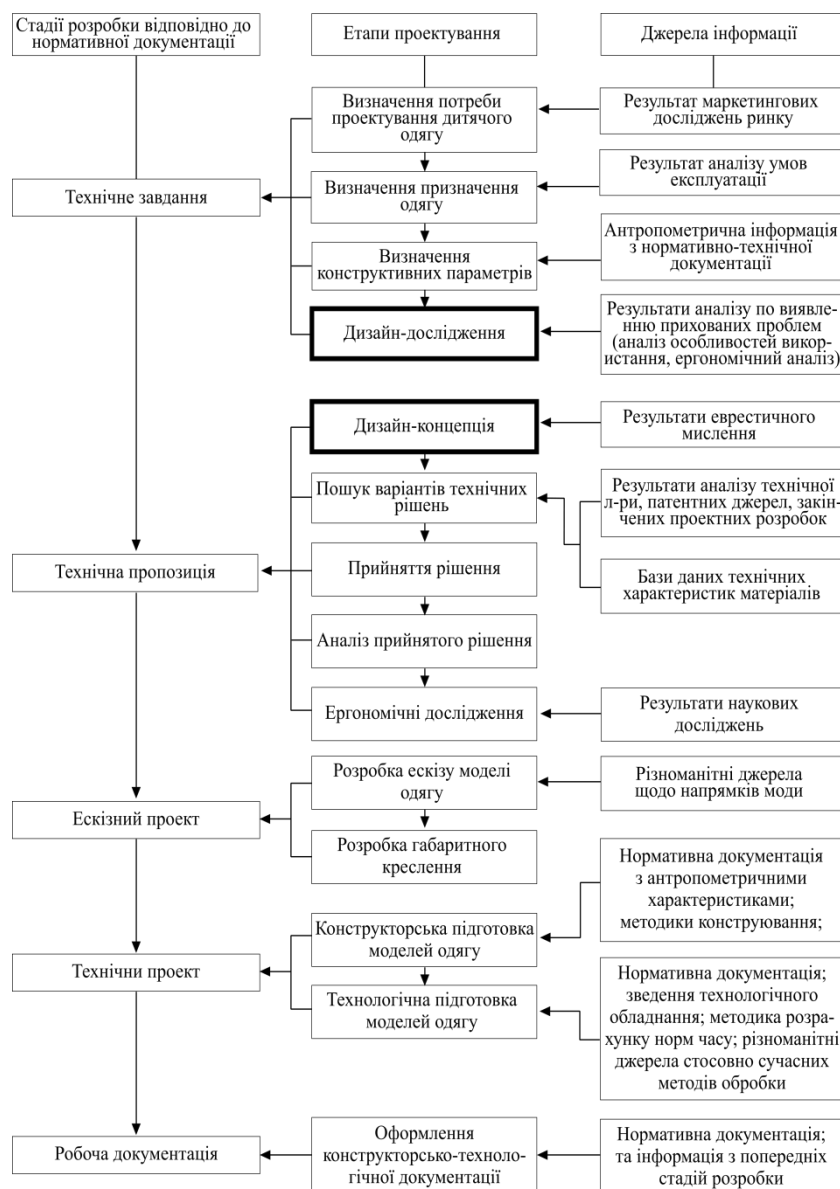 Стадії розробки відповідно до
нормативної документації
Етапи проектування
Джерела інформації
Визначення потреби
проектування дитячого
одягу
Результат маркетингових
досліджень ринку
Технічне завдання
Визначення призначення
одягу
Результат аналізу умов
експлуатації
Визначення
конструктивних параметрів
Антропометрична інформація
з нормативно-технічної
документації
Дизайн-дослідження
Результати аналізу по виявле-
нню прихованих проблем
(аналіз особливостей викор-
истання, ергономічний аналіз)
Дизайн-концепція
Результати еврестичного
мислення
Пошук варіантів технічних
рішень
Результати аналізу технічної
л-ри, патентних джерел, закін-
чених проектних розробок
Технічна пропозиція
Прийняття рішення
Бази даних технічних
характеристик матеріалів
Аналіз прийнятого рішення
Ергономічні дослідження
Результати наукових
досліджень
Розробка ескізу моделі
одягу
Різноманітні джерела
щодо напрямків моди
Ескізний проект
Розробка габаритного
креслення
Нормативна документація
з антропометричними
характеристиками;
методики конструювання;
Конструкторська підготовка
моделей одягу
Технічни проект
Технологічна підготовка
моделей одягу
Нормативна документація;
зведення технологічного
обладнання; методика розра-
хунку норм часу; різноманітні
джерела стосовно сучасних
методів обробки
Робоча документація
Оформлення
конструкторсько-техноло-
гічної документації
Нормативна документація;
та інформація з попередніх
стадій розробки